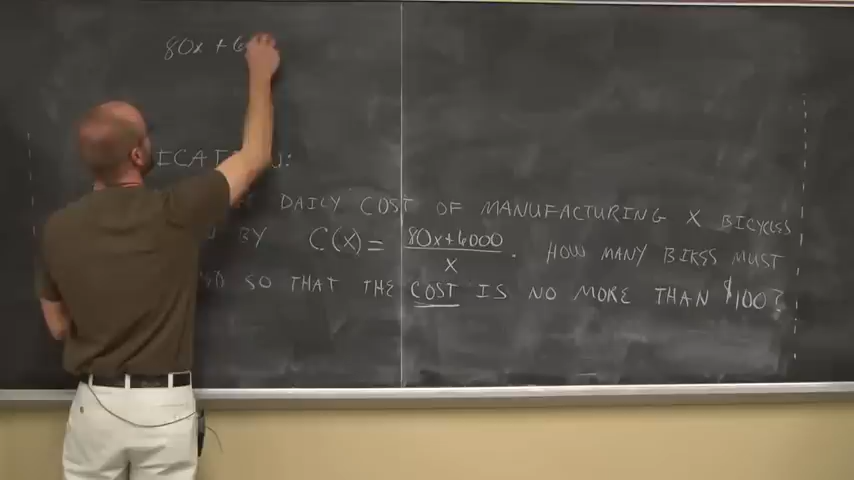 80x + 6
ICATION:
DAILY COST OF MANUFACTURING X BICYCLES
BY C(X) = 80x+6000 / X . HOW MANY BIKES MUST
SO THAT THE COST IS NO MORE THAN $100?